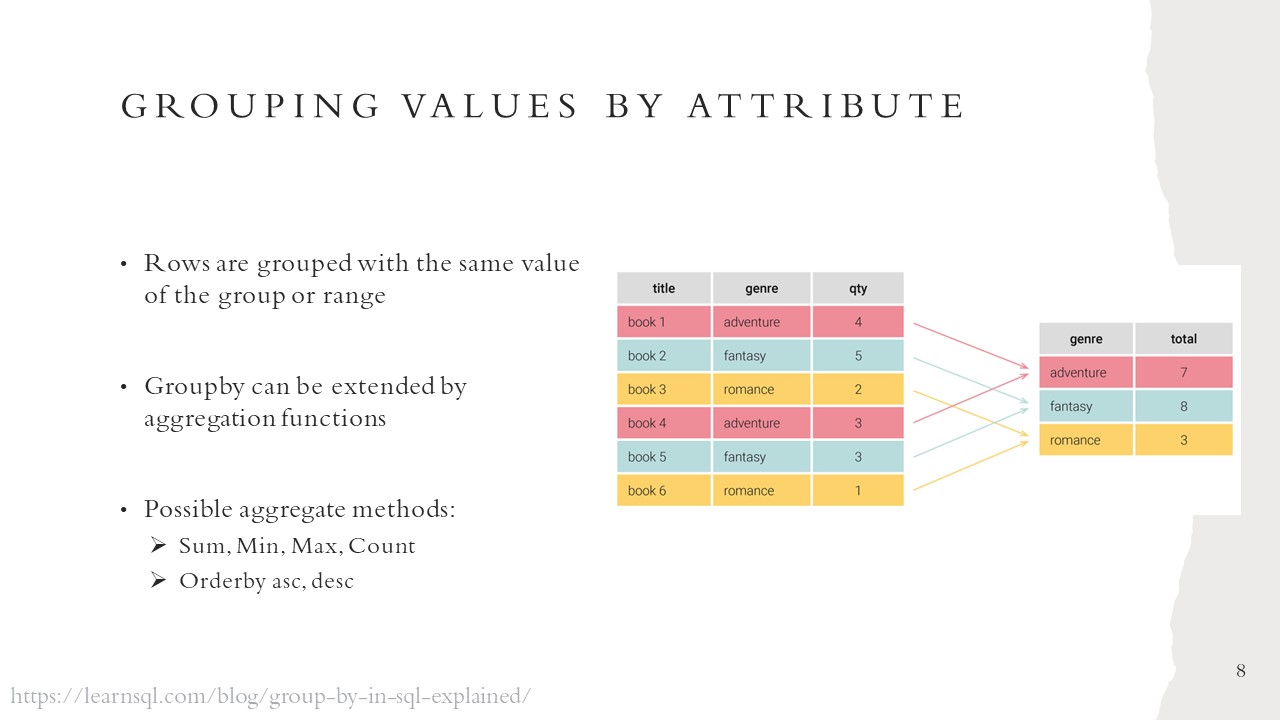 GROUPING VALUES BY ATTRIBUTE
• Rows are grouped with the same value
of the group or range
• Groupby can be extended by
aggregation functions
• Possible aggregate methods:
➢ Sum, Min, Max, Count
➢ Orderby asc, desc
title genre qty
book 1 adventure 4
book 2 fantasy 5
book 3 romance 2
book 4 adventure 3
book 5 fantasy 3
book 6 romance 1
genre total
adventure 7
fantasy 8
romance 3
8
https://learnsql.com/blog/group-by-in-sql-explained/